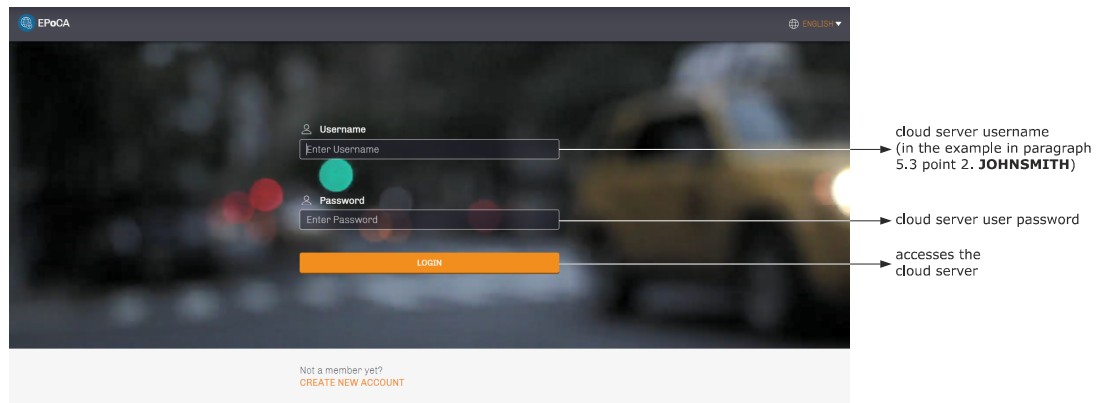 EPoCA
ENGLISH
Username
Enter Username
cloud server username
(in the example in paragraph
5.3 point 2. JOHNSMITH)
Password
Enter Password
cloud server user password
LOGIN
accesses the
cloud server
Not a member yet?
CREATE NEW ACCOUNT